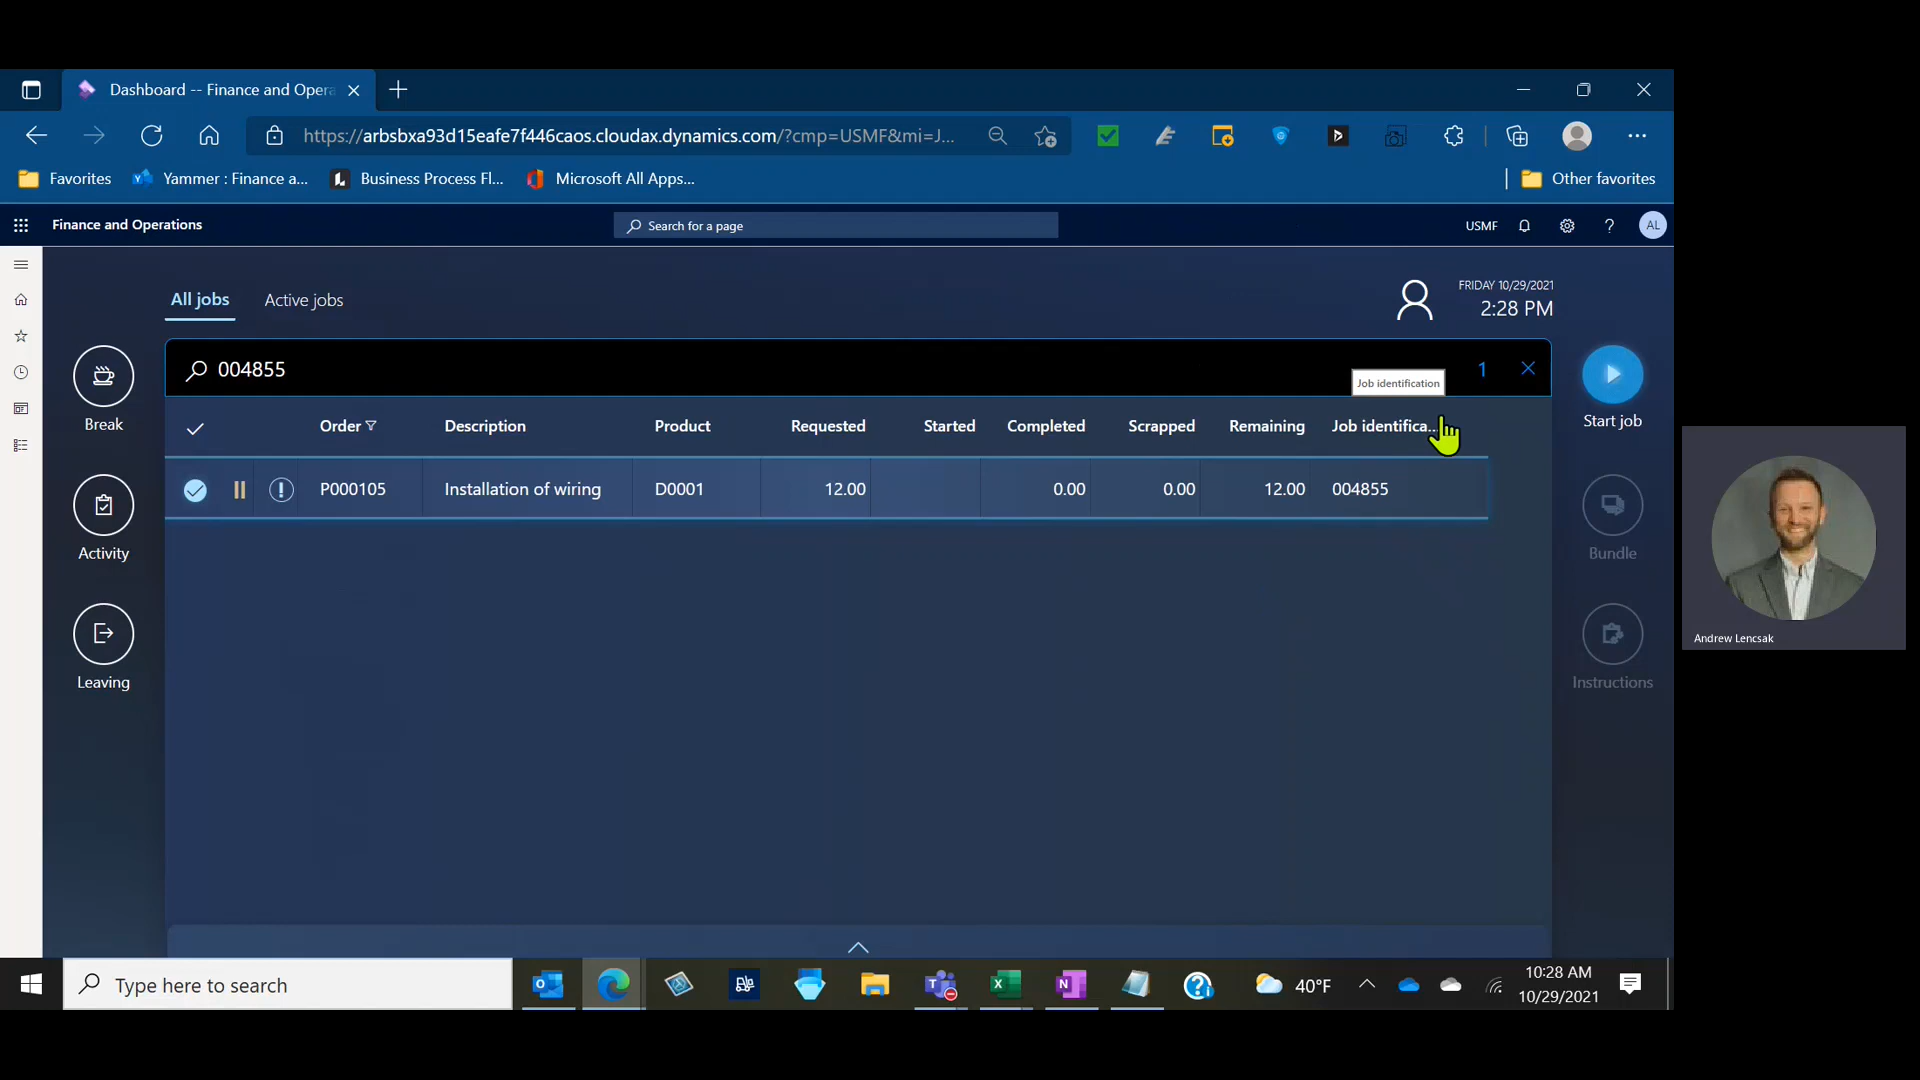 Dashboard -- Finance and Opera
https://arbsbxa93d15eafe7f446caos.cloudax.dynamics.com/?cmp=USMF&mi=J...
Favorites
Yammer : Finance a...
Business Process Fl...
Microsoft All Apps...
Other favorites
Finance and Operations
Search for a page
USMF
?
AL
All jobs
Active jobs
FRIDAY 10/29/2021
2:28 PM
004855
1
Job identification
Break
Start job
Order
Description
Product
Requested
Started
Completed
Scrapped
Remaining
Job identifica...
P000105
Installation of wiring
D0001
12.00
0.00
0.00
12.00
004855
Activity
Bundle
Leaving
Instructions
Andrew Lencsak
Type here to search
40°F
10:28 AM
10/29/2021